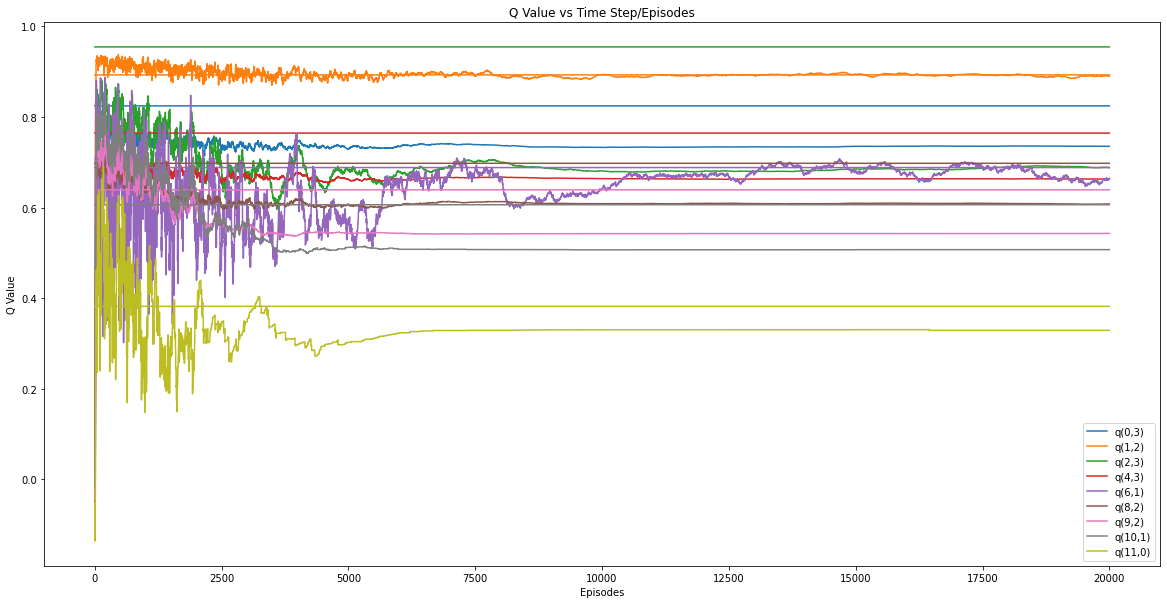 Q Value vs Time Step/Episodes
1.0
0.8
0.6
0.4
0.2
0.0
Q Value
0 2500 5000 7500 10000 12500 15000 17500 20000
Episodes
q(0,3)
q(1,2)
q(2,3)
q(4,3)
q(6,1)
q(8,2)
q(9,2)
q(10,1)
q(11,0)